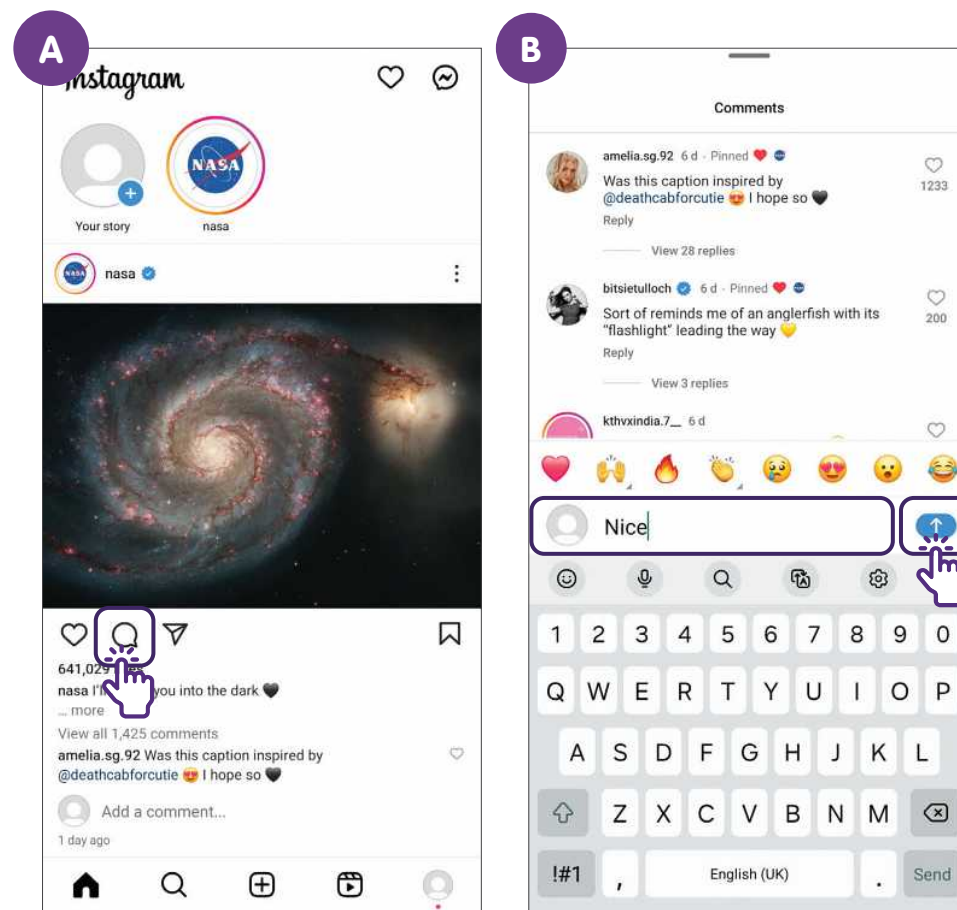 A
Instagram
NASA
Your story
nasa
NASA
nasa
641,029
nasa I'll you into the dark 🖤
... more
View all 1,425 comments
amelia.sg.92 Was this caption inspired by
@deathcabforcutie 😍 I hope so 🖤
Add a comment...
1 day ago
B
Comments
amelia.sg.92 6 d · Pinned ❤️
Was this caption inspired by
@deathcabforcutie 😍 I hope so 🖤
1233
Reply
View 28 replies
bitsietulloch 6 d · Pinned ❤️
Sort of reminds me of an anglerfish with its
"flashlight" leading the way 💛
200
Reply
View 3 replies
kthvxindia.7__ 6 d
Nice
1 2 3 4 5 6 7 8 9 0
Q W E R T Y U I O P
A S D F G H J K L
Z X C V B N M
!#1 , English (UK) . Send